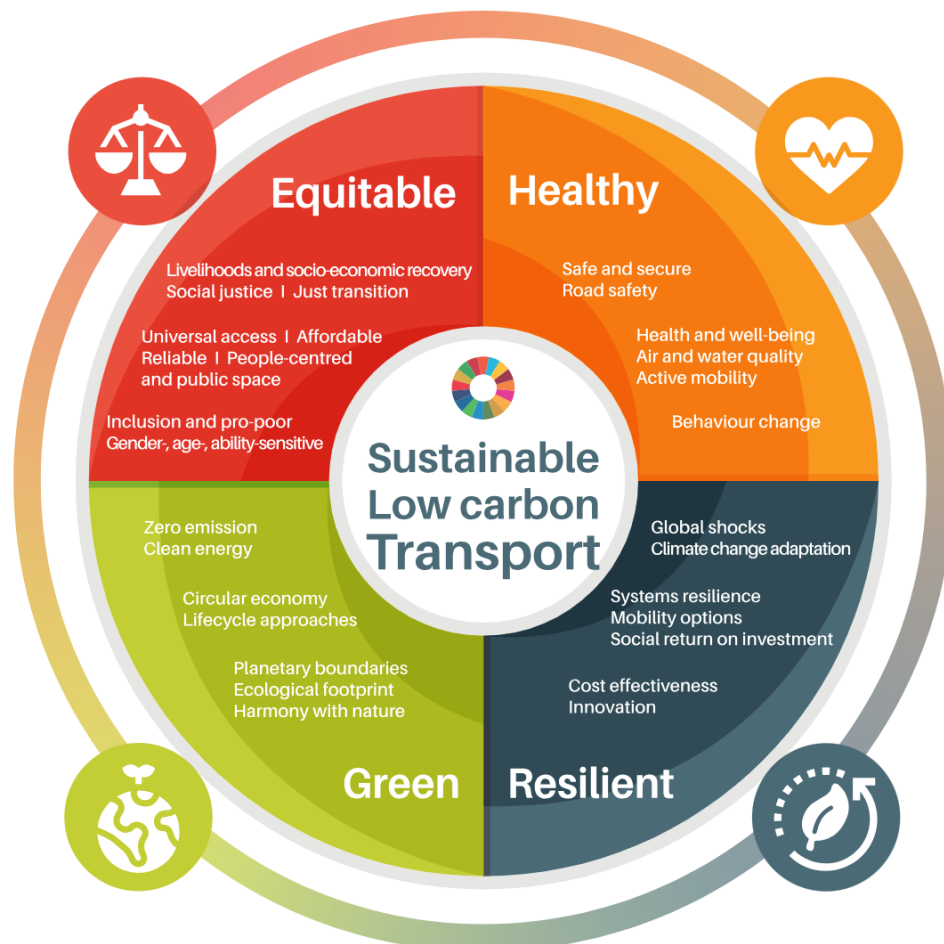 Equitable
Livelihoods and socio-economic recovery
Social justice I Just transition
Universal access I Affordable
Reliable I People-centred
and public space
Inclusion and pro-poor
Gender-, age-, ability-sensitive
Healthy
Safe and secure
Road safety
Health and well-being
Air and water quality
Active mobility
Behaviour change
Sustainable
Low carbon
Transport
Zero emission
Clean energy
Circular economy
Lifecycle approaches
Planetary boundaries
Ecological footprint
Harmony with nature
Green
Global shocks
Climate change adaptation
Systems resilience
Mobility options
Social return on investment
Cost effectiveness
Innovation
Resilient